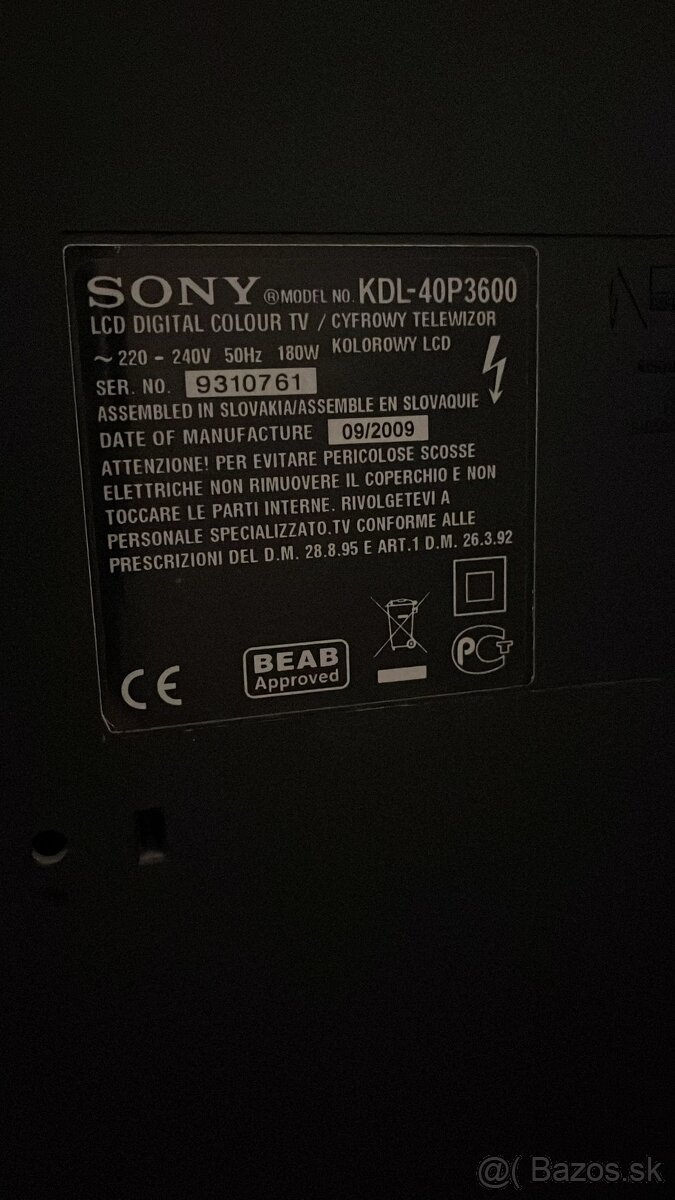 SONY ® MODEL NO. KDL-40P3600
LCD DIGITAL COLOUR TV / CYFROWY TELEWIZOR
~ 220 - 240V 50Hz 180W KOLOROWY LCD
SER. NO. 9310761
ASSEMBLED IN SLOVAKIA/ASSEMBLE EN SLOVAQUIE
DATE OF MANUFACTURE 09/2009
ATTENZIONE! PER EVITARE PERICOLOSE SCOSSE
ELETTRICHE NON RIMUOVERE IL COPERCHIO E NON
TOCCARE LE PARTI INTERNE. RIVOLGETEVI A
PERSONALE SPECIALIZZATO.TV CONFORME ALLE
PRESCRIZIONI DEL D.M. 28.8.95 E ART.1 D.M. 26.3.92
CE
BEAB
Approved
PCT
@( Bazos.sk